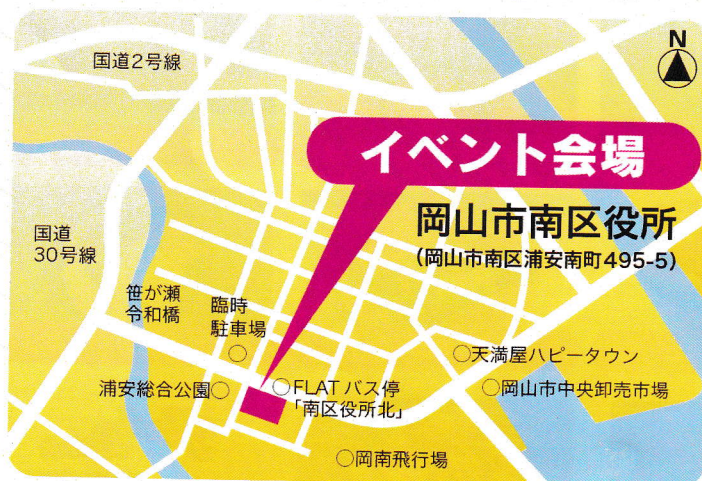 国道2号線
N
イベント会場
岡山市南区役所
(岡山市南区浦安南町495-5)
国道
30号線
笹が瀬
令和橋
臨時
駐車場
○
○天満屋ハピータウン
浦安総合公園○
○FLATバス停
「南区役所北」
○岡山市中央卸売市場
○岡南飛行場